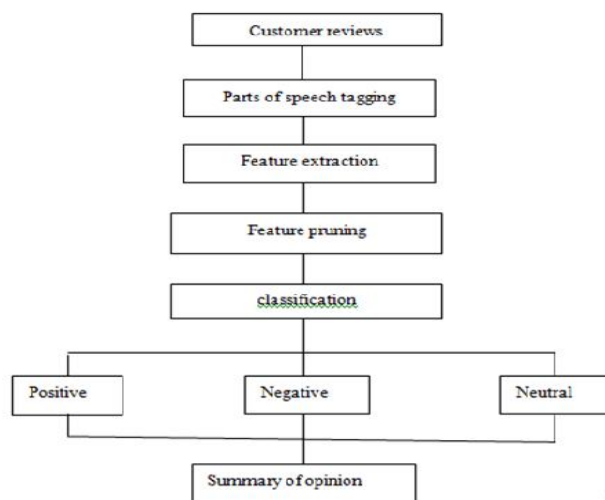 Customer reviews
Parts of speech tagging
Feature extraction
Feature pruning
classification
Positive
Negative
Neutral
Summary of opinion